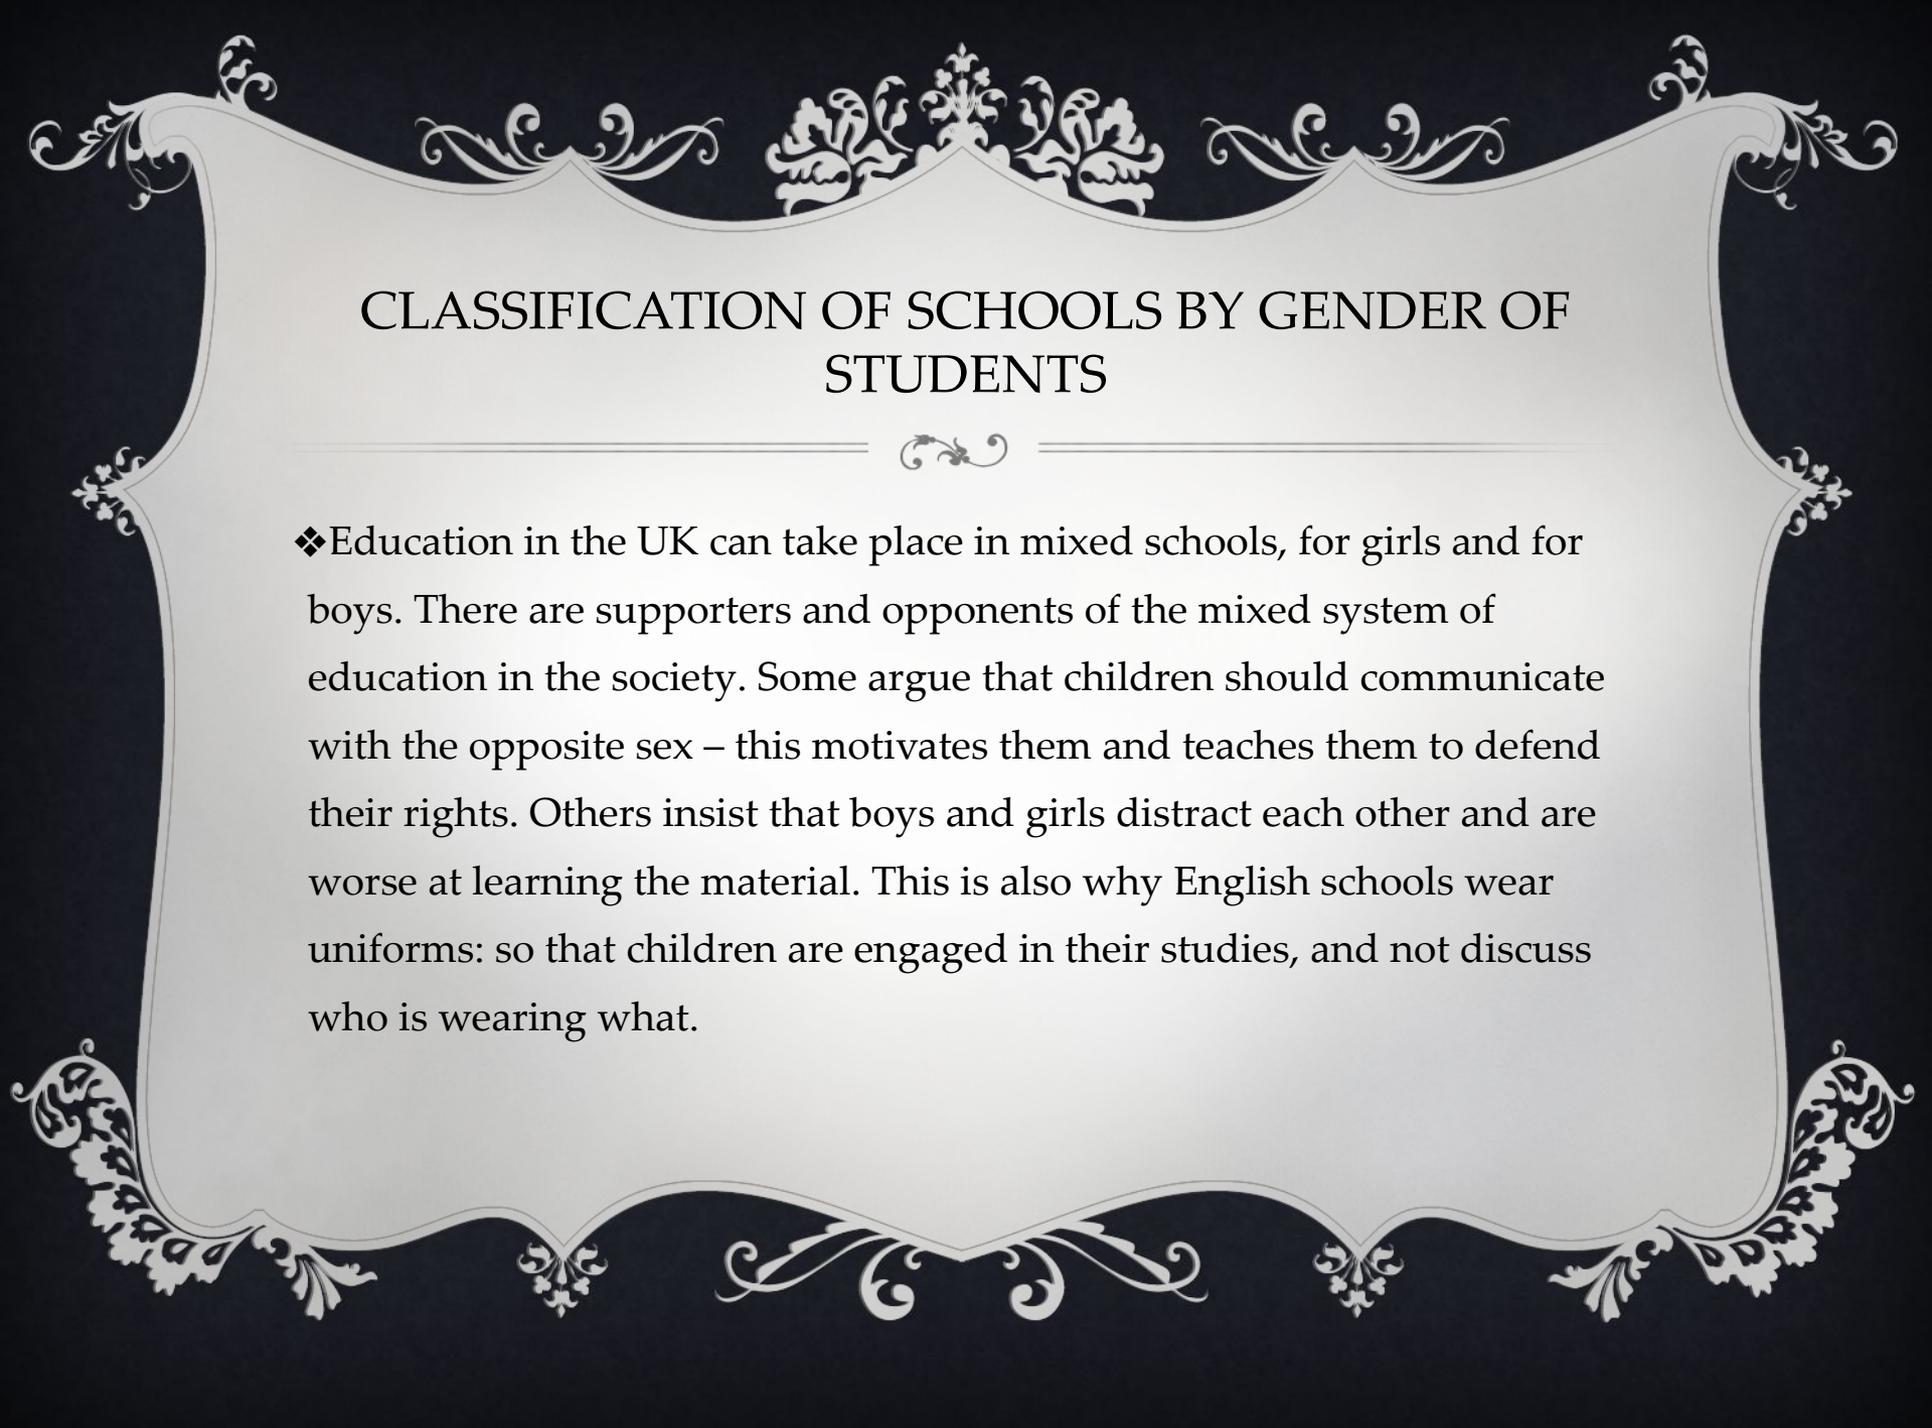 CLASSIFICATION OF SCHOOLS BY GENDER OF
STUDENTS
❖Education in the UK can take place in mixed schools, for girls and for
boys. There are supporters and opponents of the mixed system of
education in the society. Some argue that children should communicate
with the opposite sex – this motivates them and teaches them to defend
their rights. Others insist that boys and girls distract each other and are
worse at learning the material. This is also why English schools wear
uniforms: so that children are engaged in their studies, and not discuss
who is wearing what.